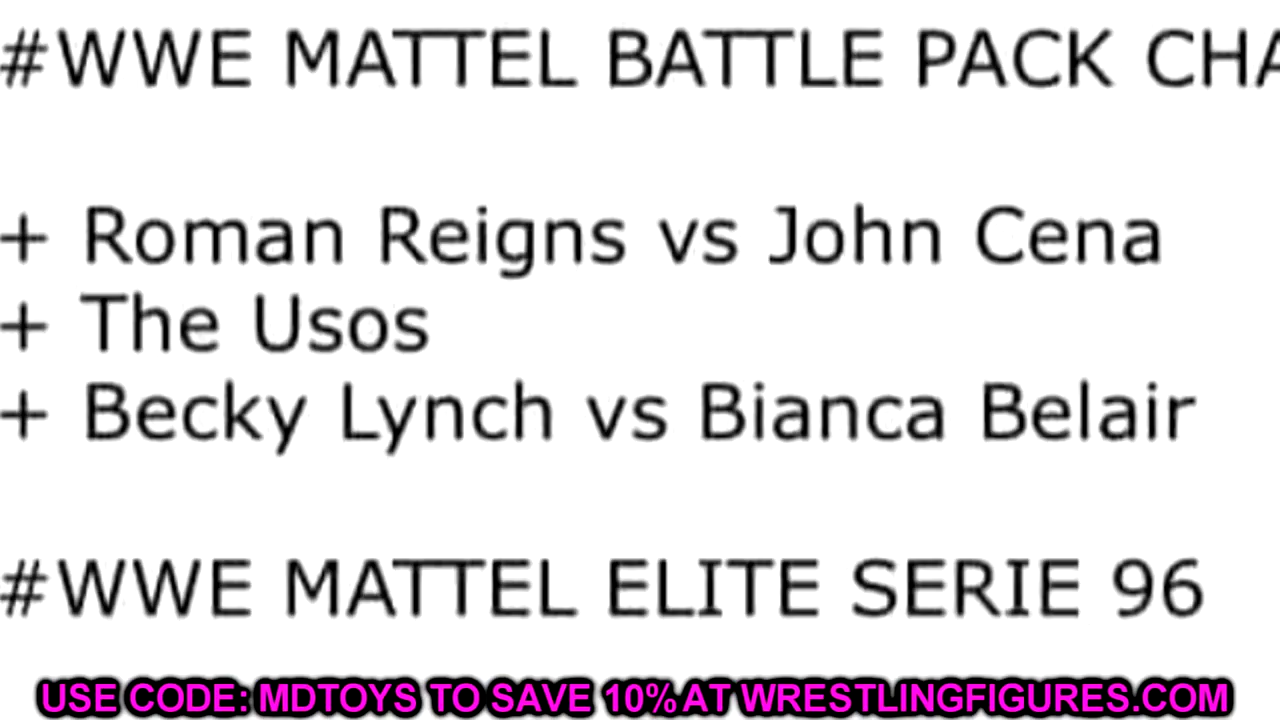 #WWE MATTEL BATTLE PACK CHA
+ Roman Reigns vs John Cena
+ The Usos
+ Becky Lynch vs Bianca Belair
#WWE MATTEL ELITE SERIE 96
USE CODE: MDTOYS TO SAVE 10% AT WRESTLINGFIGURES.COM